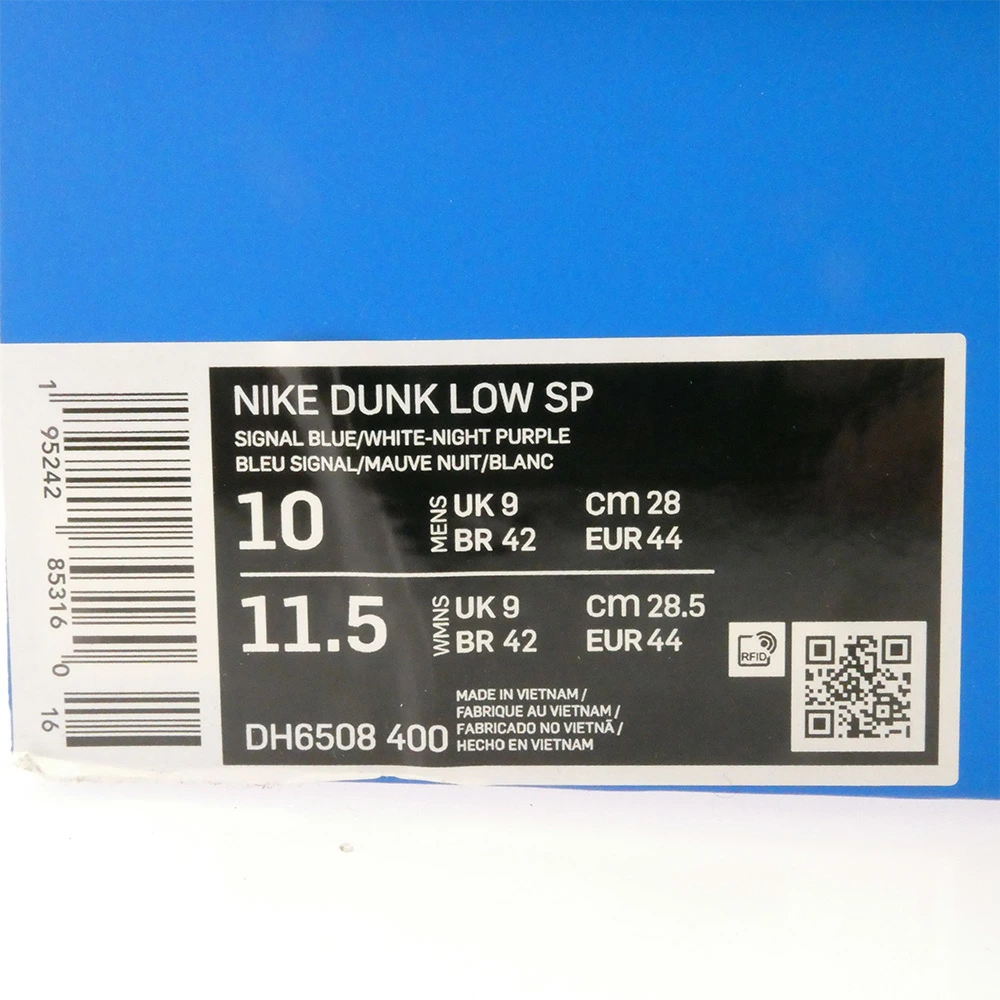 NIKE DUNK LOW SP
SIGNAL BLUE/WHITE-NIGHT PURPLE
BLEU SIGNAL/MAUVE NUIT/BLANC
10 MENS UK 9 cm 28
BR 42 EUR 44
11.5 WMNS UK 9 cm 28.5
BR 42 EUR 44
RFID
DH6508 400
MADE IN VIETNAM /
FABRIQUE AU VIETNAM /
FABRICADO NO VIETNÃ /
HECHO EN VIETNAM
1 95242 85316 0 16